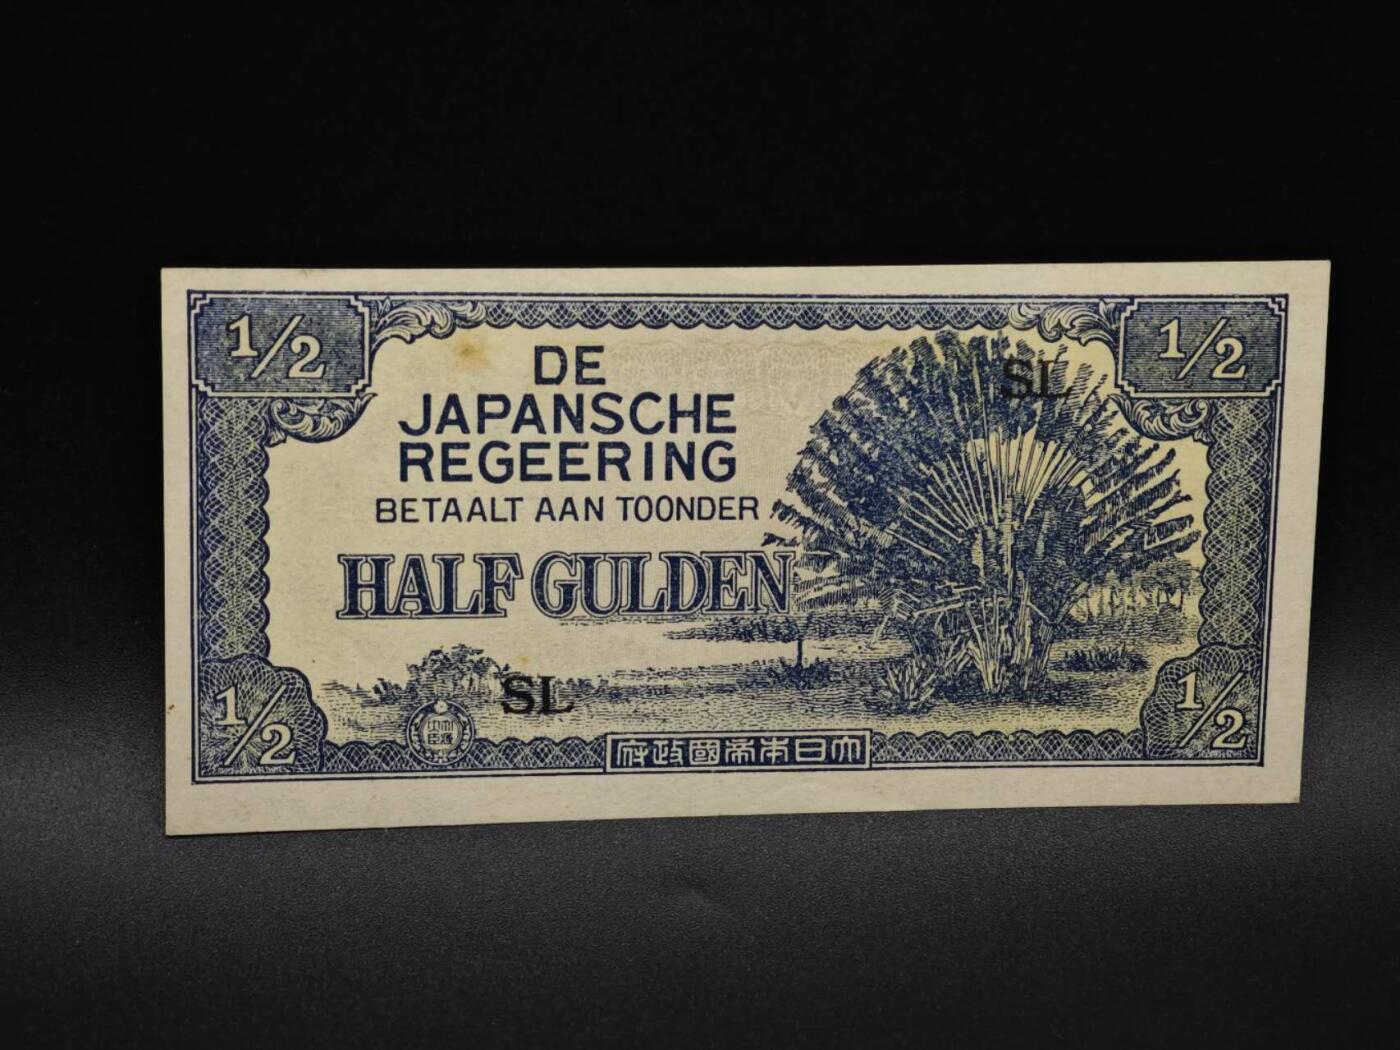 1/2
1/2
DE
SL
JAPANSCHE
REGEERING
BETAALT AAN TOONDER
HALF GULDEN
SL
1/2
1/2
府政國帝本日大